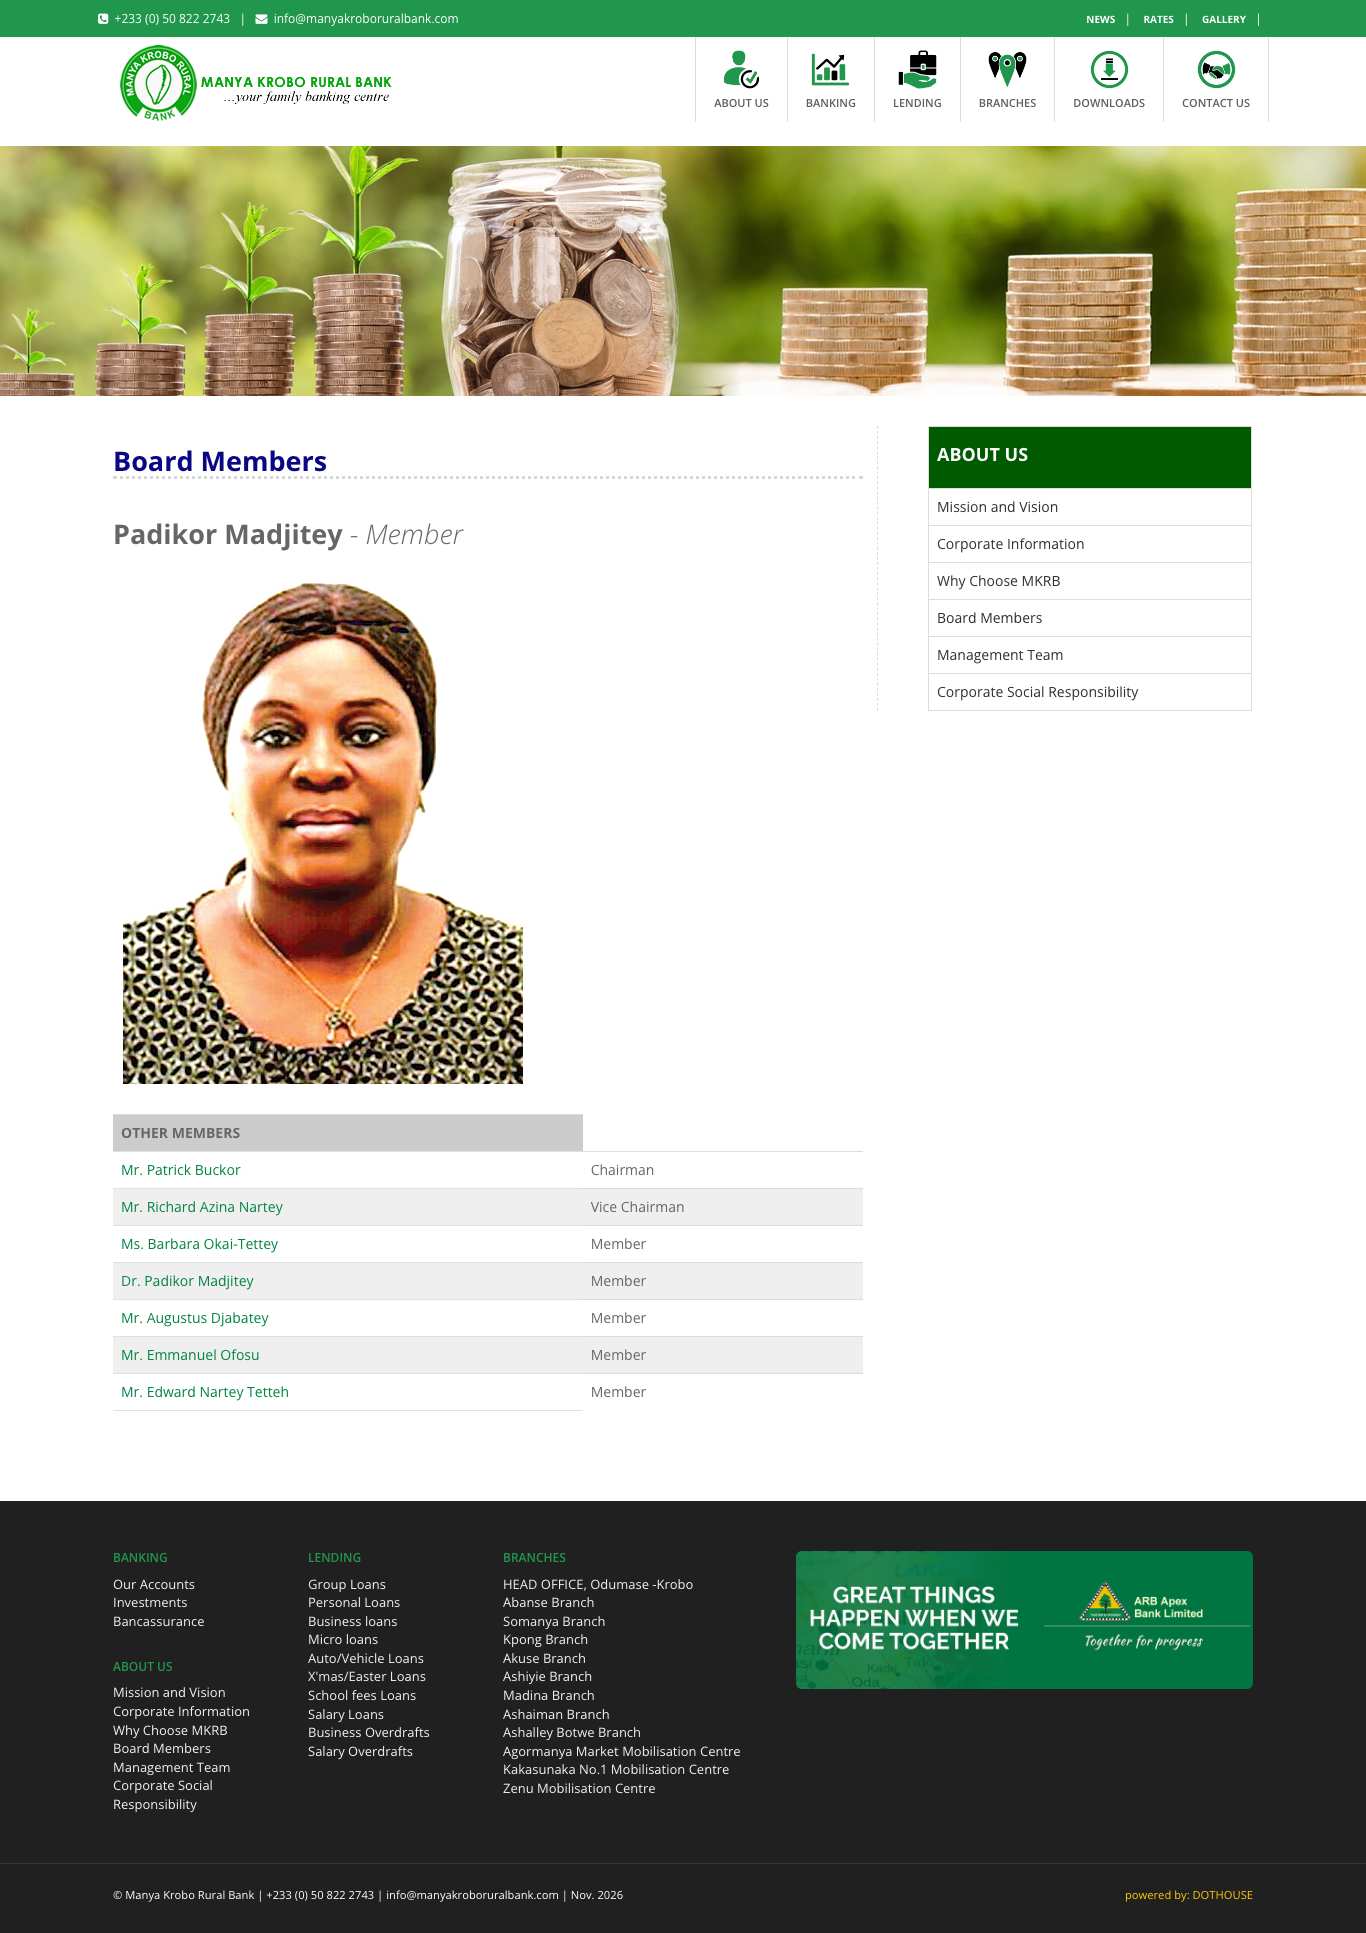 +233 (0) 50 822 2743 | info@manyakroboruralbank.com
NEWS | RATES | GALLERY |
MANYA KROBO RURAL BANK
MANYA KROBO RURAL BANK
...your family banking centre
ABOUT US
BANKING
LENDING
BRANCHES
DOWNLOADS
CONTACT US
Board Members
Padikor Madjitey - Member
OTHER MEMBERS
Mr. Patrick Buckor Chairman
Mr. Richard Azina Nartey Vice Chairman
Ms. Barbara Okai-Tettey Member
Dr. Padikor Madjitey Member
Mr. Augustus Djabatey Member
Mr. Emmanuel Ofosu Member
Mr. Edward Nartey Tetteh Member
ABOUT US
Mission and Vision
Corporate Information
Why Choose MKRB
Board Members
Management Team
Corporate Social Responsibility
BANKING
Our Accounts
Investments
Bancassurance
ABOUT US
Mission and Vision
Corporate Information
Why Choose MKRB
Board Members
Management Team
Corporate Social
Responsibility
LENDING
Group Loans
Personal Loans
Business loans
Micro loans
Auto/Vehicle Loans
X'mas/Easter Loans
School fees Loans
Salary Loans
Business Overdrafts
Salary Overdrafts
BRANCHES
HEAD OFFICE, Odumase -Krobo
Abanse Branch
Somanya Branch
Kpong Branch
Akuse Branch
Ashiyie Branch
Madina Branch
Ashaiman Branch
Ashalley Botwe Branch
Agormanya Market Mobilisation Centre
Kakasunaka No.1 Mobilisation Centre
Zenu Mobilisation Centre
GREAT THINGS
HAPPEN WHEN WE
COME TOGETHER
ARB Apex
Bank Limited
Together for progress
Oda
© Manya Krobo Rural Bank | +233 (0) 50 822 2743 | info@manyakroboruralbank.com | Nov. 2026
powered by: DOTHOUSE